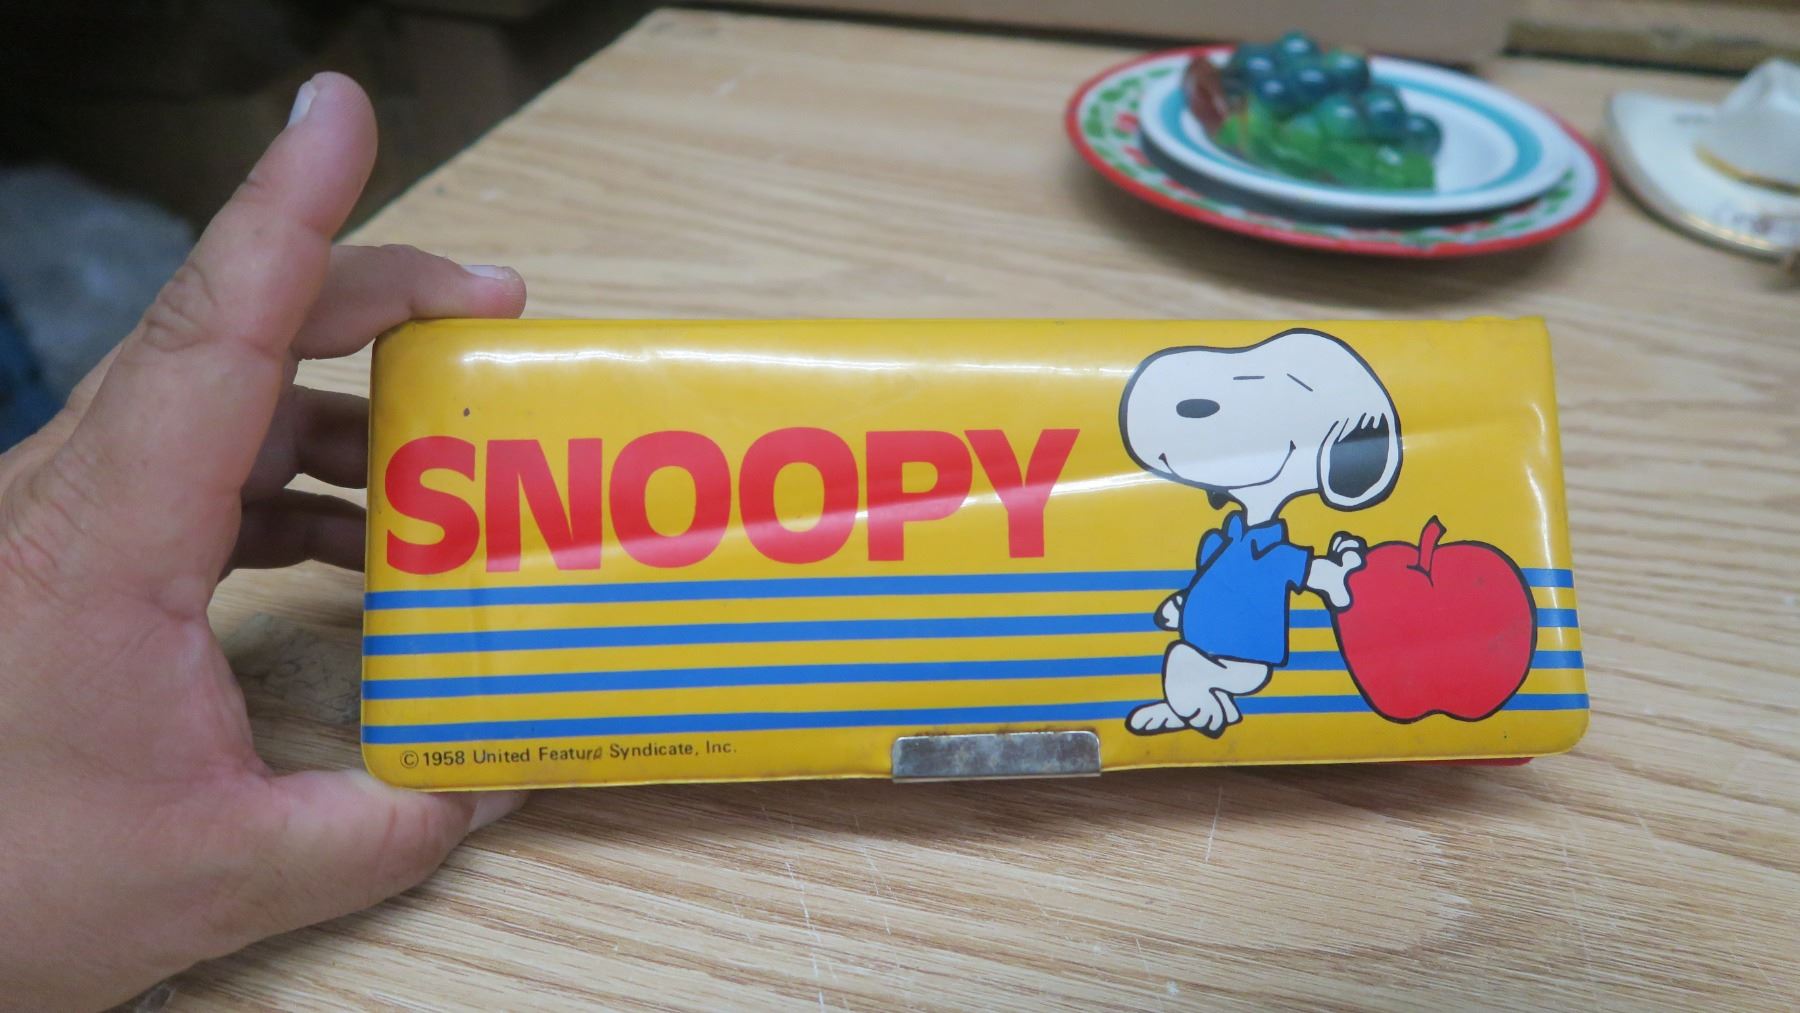 SNOOPY
©1958 United Feature Syndicate, Inc.